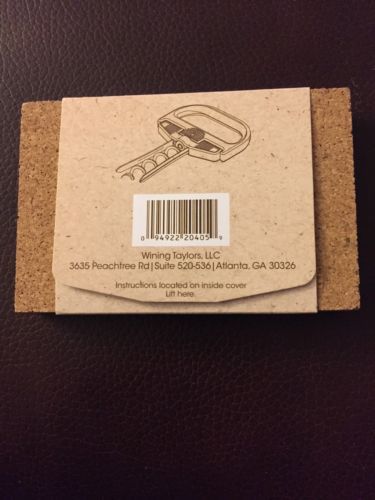 0 94922 20405 9
Wining Taylors, LLC
3635 Peachtree Rd|Suite 520-536|Atlanta, GA 30326
Instructions located on inside cover
Lift here.